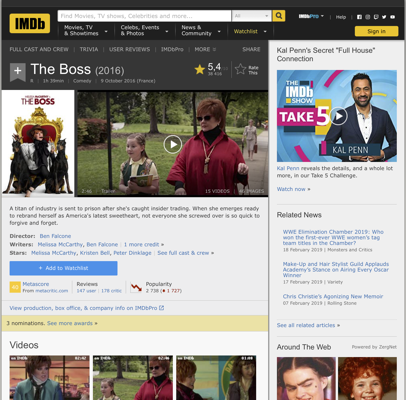 IMDb
Find Movies, TV shows, Celebrities and more...
All
Movies, TV & Showtimes
Celebs, Events & Photos
News & Community
Watchlist
IMDbPro
Help
Sign in
FULL CAST AND CREW | TRIVIA | USER REVIEWS | IMDbPro | MORE
SHARE
+ The Boss (2016)
5,4
Rate This
1h 39min | Comedy | 9 October 2016 (France)
THE BOSS
Trailer
15 VIDEOS
IMAGES
A titan of industry is sent to prison after she's caught insider trading. When she emerges ready
to rebrand herself as America's latest sweetheart, not everyone she screwed over is so quick to
forgive and forget.
Director: Ben Falcone
Writers: Melissa McCarthy, Ben Falcone | 1 more credit »
Stars: Melissa McCarthy, Kristen Bell, Peter Dinklage | See full cast & crew »
+ Add to Watchlist
Metascore
From metacritic.com
Reviews
147 user | 178 critic
Popularity
2 738 (1 727)
View production, box office, & company info on IMDbPro
3 nominations. See more awards »
Videos
on IMDb
02:42
on IMDb
on IMDb
Kal Penn's Secret "Full House"
Connection
THE IMDb SHOW
TAKE 5
KAL PENN
Kal Penn reveals the details, and a whole lot
more, in our Take 5 Challenge.
Watch now »
Related News
WWE Elimination Chamber 2019: Who
won the first-ever WWE women's tag
team titles in the Chamber?
18 February 2019 | Monsters and Critics
Make-Up and Hair Stylist Guild Applauds
Academy's Stance on Airing Every Oscar
Winner
17 February 2019 | Variety
Chris Christie's Agonizing New Memoir
07 February 2019 | Rolling Stone
See all related articles »
Around The Web
Powered by ZergNet